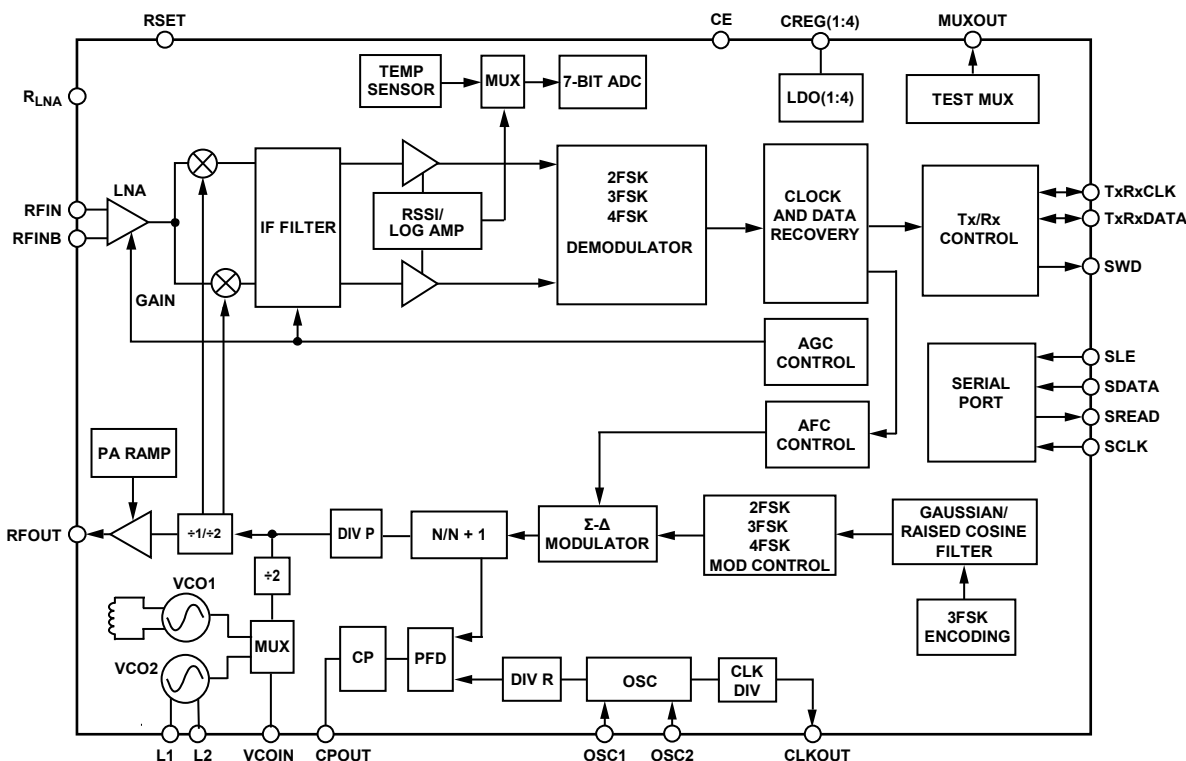 RSET
CE
CREG(1:4)
MUXOUT
TEMP
SENSOR
MUX
7-BIT ADC
LDO(1:4)
TEST MUX
RLNA
LNA
RFIN
RFINB
GAIN
IF FILTER
RSSI/
LOG AMP
2FSK
3FSK
4FSK
DEMODULATOR
CLOCK
AND DATA
RECOVERY
Tx/Rx
CONTROL
TxRxCLK
TxRxDATA
SWD
AGC
CONTROL
SERIAL
PORT
SLE
SDATA
SREAD
SCLK
AFC
CONTROL
PA RAMP
RFOUT
÷1/÷2
DIV P
N/N + 1
Σ-Δ
MODULATOR
2FSK
3FSK
4FSK
MOD CONTROL
GAUSSIAN/
RAISED COSINE
FILTER
÷2
VCO1
MUX
VCO2
CP
PFD
DIV R
OSC
CLK
DIV
3FSK
ENCODING
L1
L2
VCOIN
CPOUT
OSC1
OSC2
CLKOUT